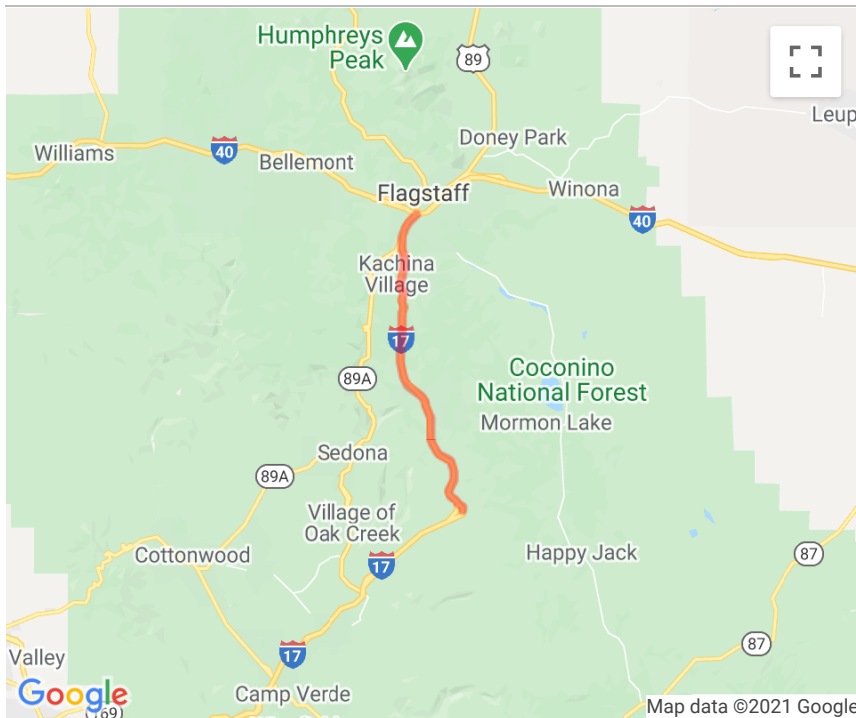 Humphreys
Peak
89
Leup
Doney Park
Williams
40
Bellemont
Flagstaff
Winona
40
Kachina
Village
17
Coconino
National Forest
89A
Mormon Lake
Sedona
89A
Village of
Oak Creek
Cottonwood
Happy Jack
87
17
87
17
Valley
Camp Verde
Google
169
Map data ©2021 Google